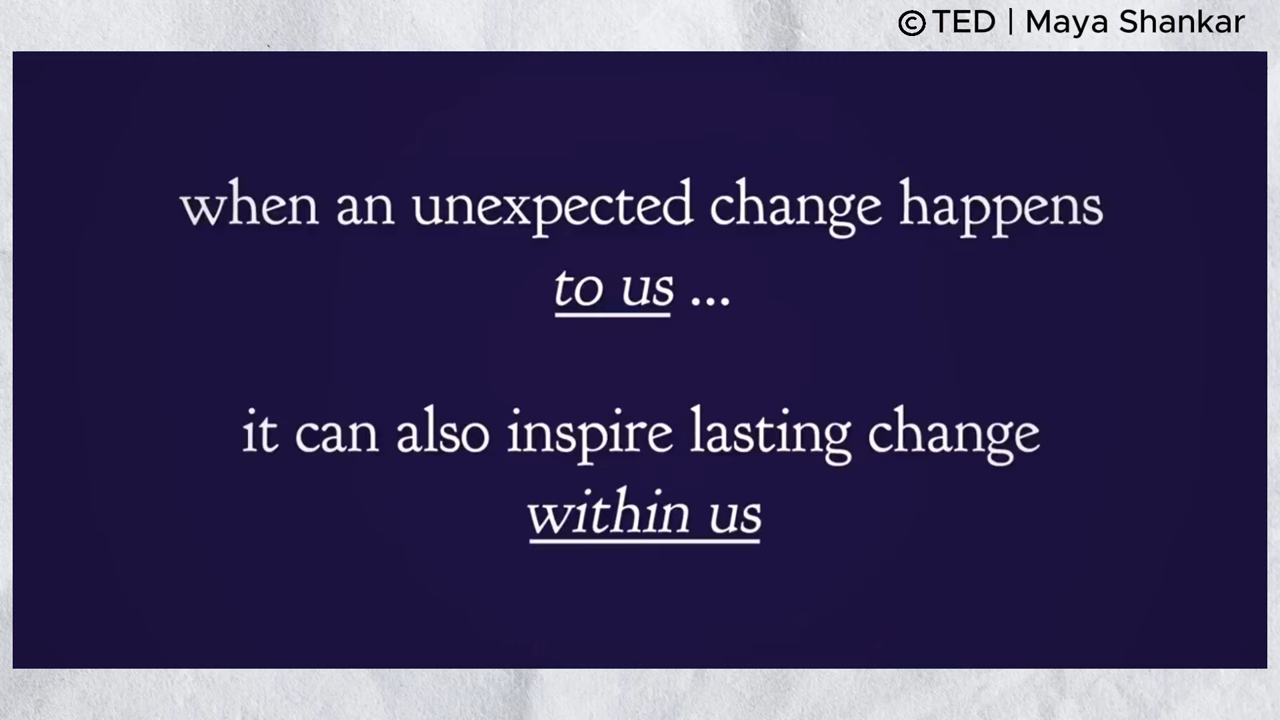 © TED | Maya Shankar
when an unexpected change happens
to us ...
it can also inspire lasting change
within us